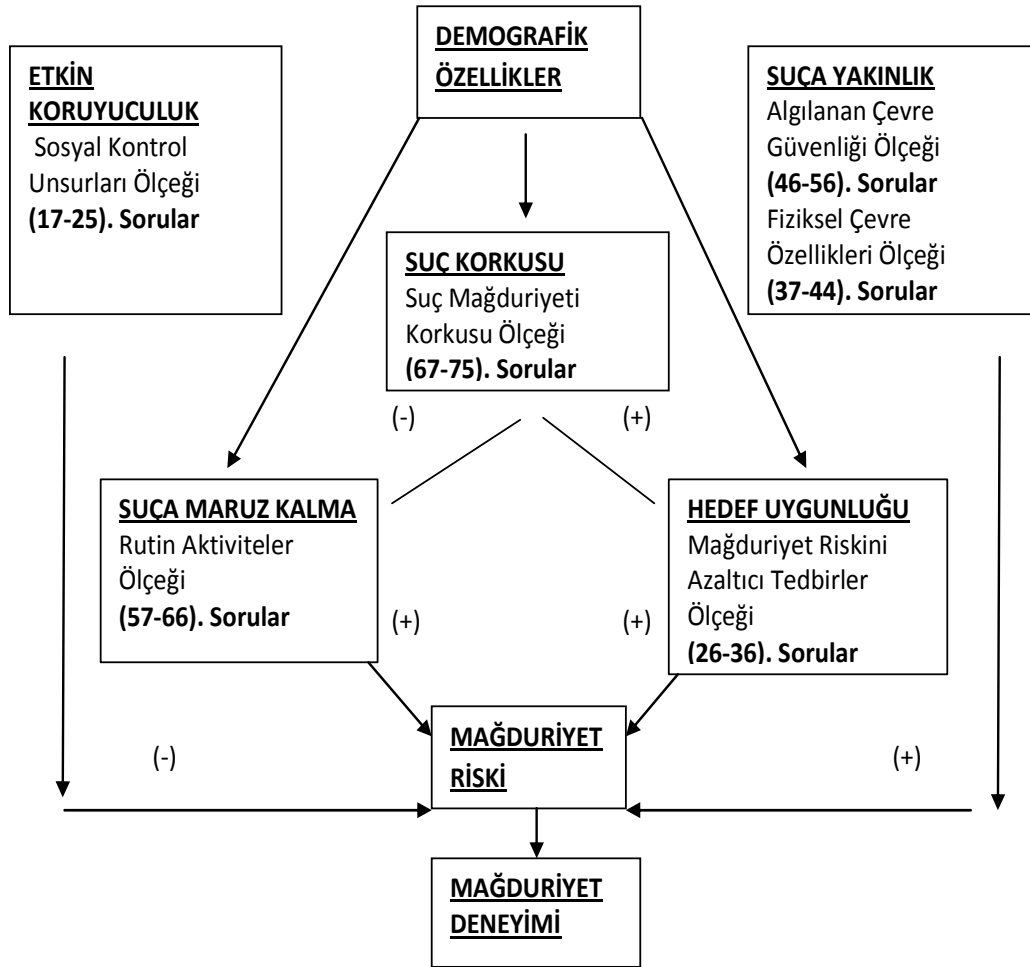 DEMOGRAFİK
ÖZELLİKLER
ETKİN
KORUYUCULUK
Sosyal Kontrol
Unsurları Ölçeği
(17-25). Sorular
SUÇA YAKINLIK
Algılanan Çevre
Güvenliği Ölçeği
(46-56). Sorular
Fiziksel Çevre
Özellikleri Ölçeği
(37-44). Sorular
SUÇ KORKUSU
Suç Mağduriyeti
Korkusu Ölçeği
(67-75). Sorular
(-)
(+)
SUÇA MARUZ KALMA
Rutin Aktiviteler
Ölçeği
(57-66). Sorular
(+)
(+)
HEDEF UYGUNLUĞU
Mağduriyet Riskini
Azaltıcı Tedbirler
Ölçeği
(26-36). Sorular
(-)
MAĞDURİYET
RİSKİ
(+)
MAĞDURİYET
DENEYİMİ